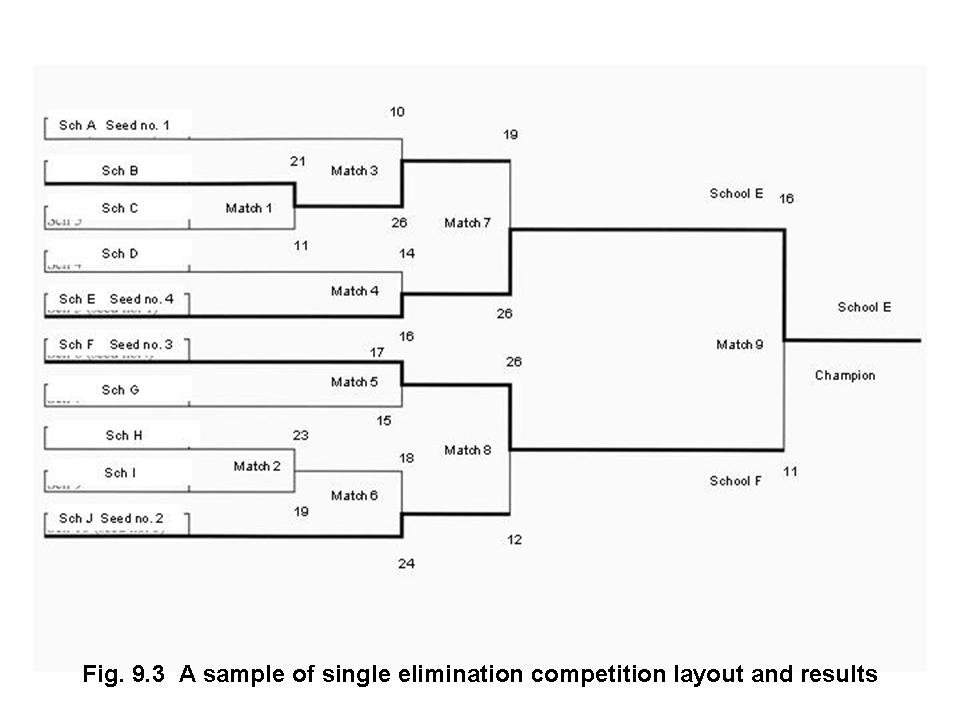 10
Sch A Seed no. 1
19
21
Sch B
Match 3
School E 16
Sch C
Match 1
26
Match 7
11
14
Sch D
Match 4
Sch E Seed no. 4
School E
26
16
Sch F Seed no. 3
17
26
Match 9
Match 5
Champion
Sch G
15
Sch H
23
Match 8
18
Sch I
Match 2
11
School F
Match 6
19
Sch J Seed no. 2
12
24
Fig. 9.3 A sample of single elimination competition layout and results